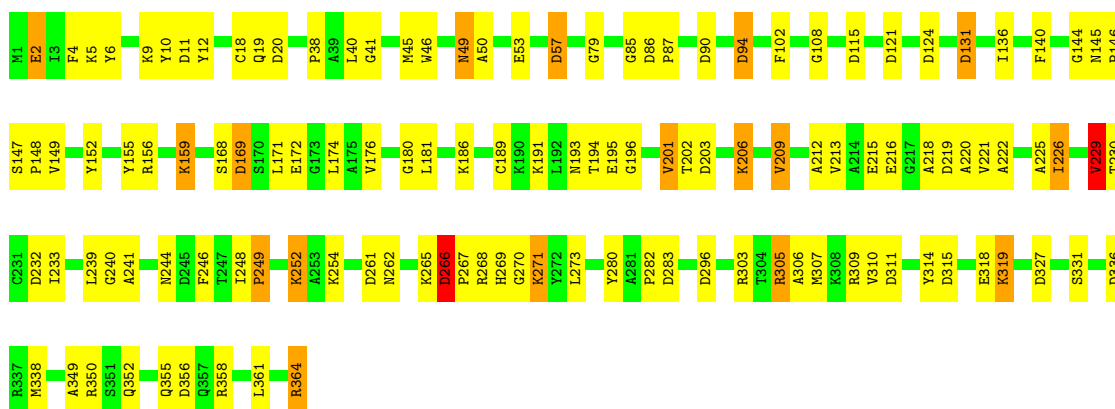 M1 E2 I3 F4 K5 Y6 K9 Y10 D11 Y12 C18 Q19 D20 P38 A39 L40 G41 M45 W46 N49 A50 E53 D57 G79 G85 D86 P87 D90 D94 F102 G108 D115 D121 D124 D131 I136 F140 G144 N145 R146
S147 P148 V149 Y152 Y155 R156 K159 S168 D169 S170 L171 E172 G173 L174 A175 V176 G180 L181 K186 C189 K190 K191 L192 N193 T194 E195 G196 V201 T202 D203 K206 V209 A212 V213 A214 E215 E216 G217 A218 D219 A220 V221 A222 A225 I226 V229 T230
C231 D232 I233 L239 G240 A241 N244 D245 F246 T247 I248 P249 K252 A253 K254 D261 N262 K265 D266 P267 R268 H269 G270 K271 Y272 L273 Y280 A281 P282 D283 D296 R303 T304 R305 A306 M307 K308 R309 V310 D311 Y314 D315 E318 K319 D327 S331
R337 M338 A349 R350 S351 Q352 Q355 D356 Q357 R358 L361 R364